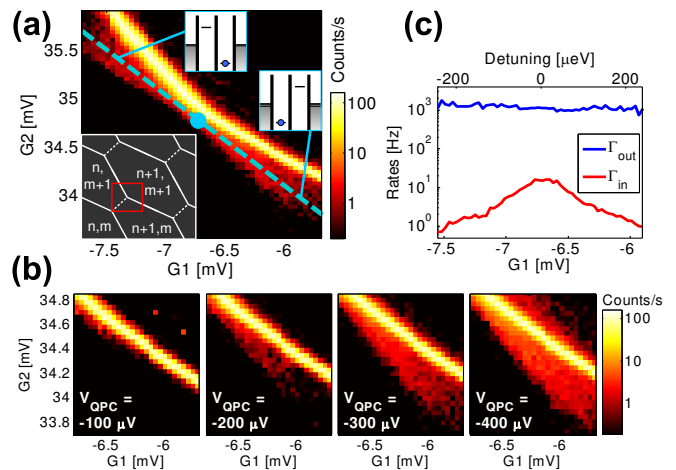 (a)
G2 [mV]
35.5
35
34.5
34
-7.5 -7 -6.5 -6
G1 [mV]
n,
m+1
n+1,
m+1
n,m
n+1,m
Counts/s
100
10
1
(c)
Detuning [µeV]
-200 0 200
Rates [Hz]
10³
10²
10¹
10⁰
Γout
Γin
-7.5 -7 -6.5 -6
G1 [mV]
(b)
G2 [mV]
34.8
34.6
34.4
34.2
34
33.8
VQPC =
-100 µV
-6.5 -6
G1 [mV]
VQPC =
-200 µV
-6.5 -6
G1 [mV]
VQPC =
-300 µV
-6.5 -6
G1 [mV]
VQPC =
-400 µV
-6.5 -6
G1 [mV]
Counts/s
100
10
1